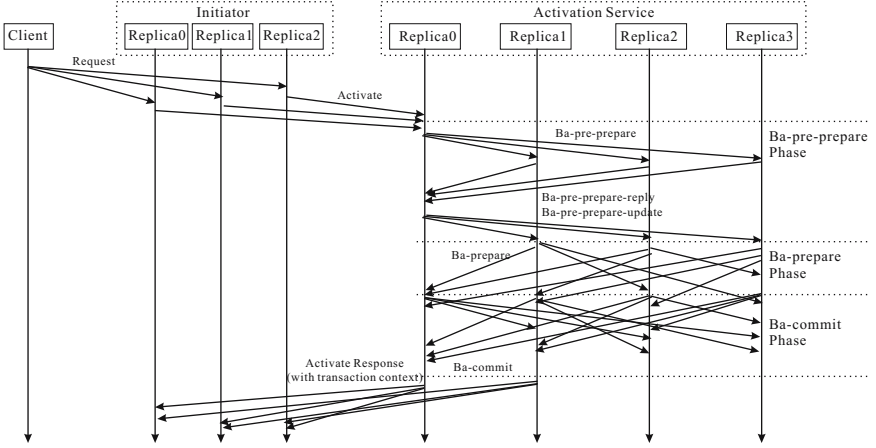 Initiator
Activation Service
Client
Replica0
Replica1
Replica2
Replica0
Replica1
Replica2
Replica3
Request
Activate
Ba-pre-prepare
Ba-pre-prepare
Phase
Ba-pre-prepare-reply
Ba-pre-prepare-update
Ba-prepare
Ba-prepare
Phase
Ba-commit
Phase
Activate Response
(with transaction context)
Ba-commit